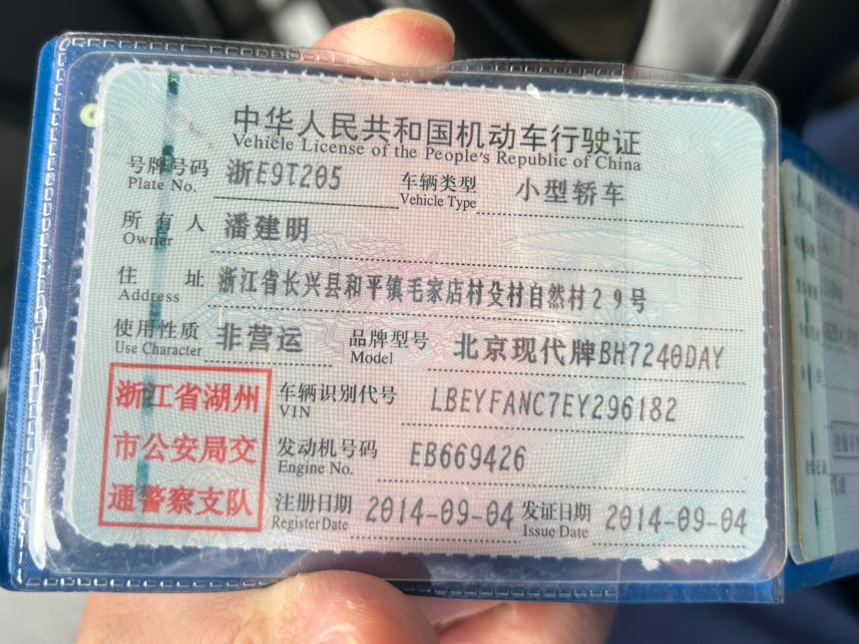 中华人民共和国机动车行驶证
Vehicle License of the People's Republic of China
号牌号码 浙E9T205 车辆类型 小型轿车
Plate No. Vehicle Type
所有人 潘建明
Owner
住址 浙江省长兴县和平镇毛家店村殳村自然村29号
Address
使用性质 非营运 品牌型号 北京现代牌BH7240DAY
Use Character Model
浙江省湖州
市公安局交
通警察支队
车辆识别代号 LBEYFANC7EY296182
VIN
发动机号码 EB669426
Engine No.
注册日期 2014-09-04 发证日期 2014-09-04
Register Date Issue Date